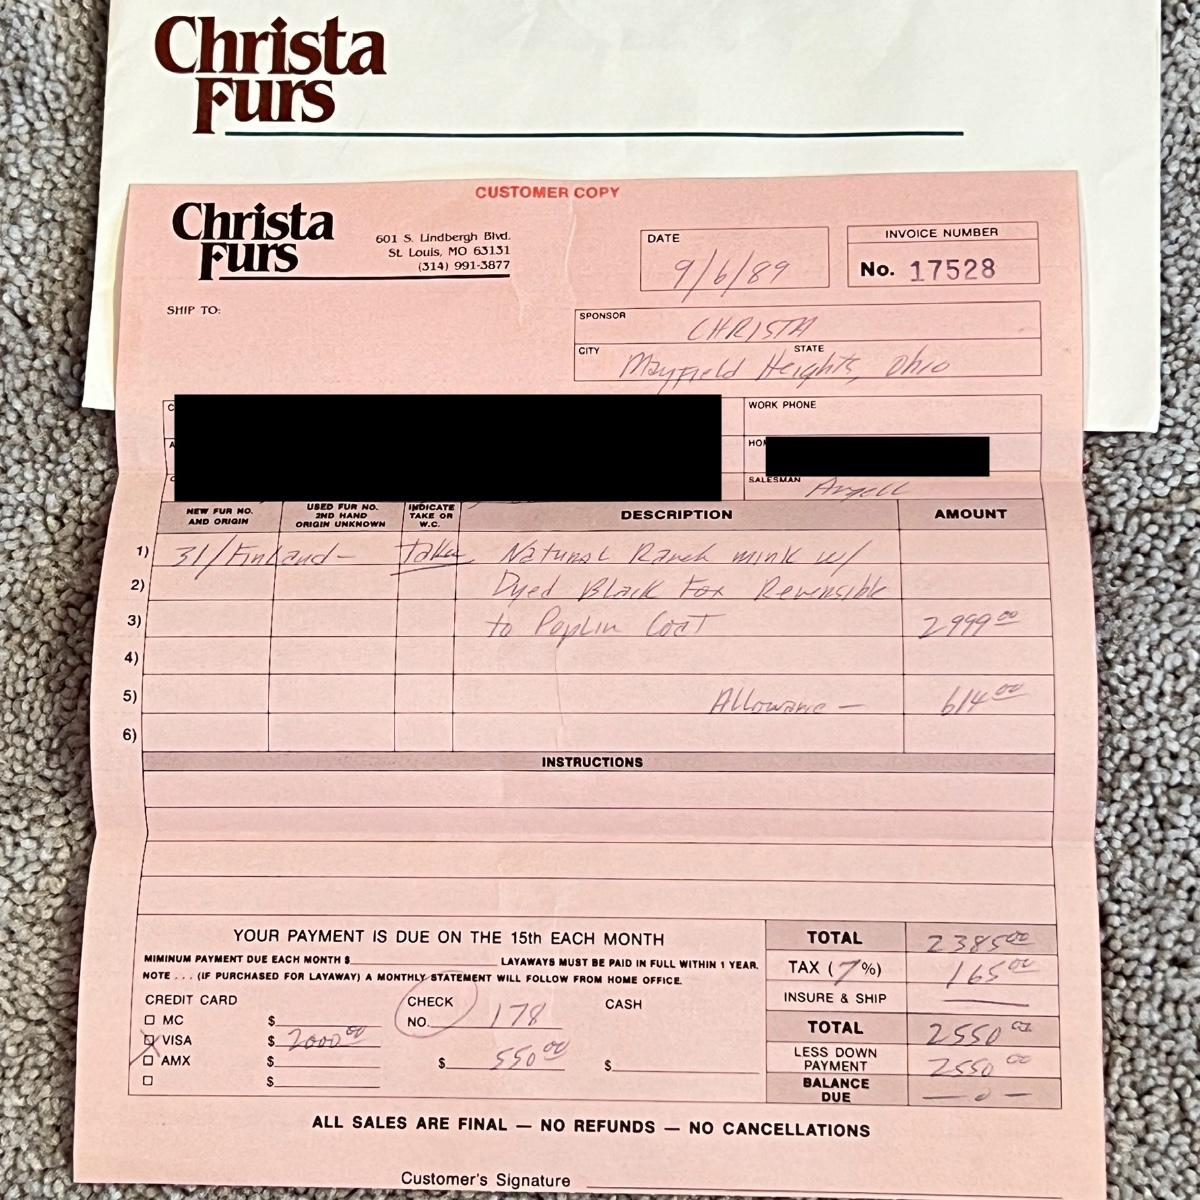 Christa
Furs
CUSTOMER COPY
Christa
Furs
601 S. Lindbergh Blvd.
St. Louis, MO 63131
(314) 991-3877
DATE
9/6/89
INVOICE NUMBER
No. 17528
SHIP TO:
SPONSOR CHRISTA
CITY STATE
Mayfield Heights, Ohio
WORK PHONE
SALESMAN
NEW FUR NO. AND ORIGIN
USED FUR NO. 2ND HAND ORIGIN UNKNOWN
INDICATE TAKE OR W.C.
DESCRIPTION
AMOUNT
1) 31/Finland- take Natural Ranch mink w/
2) Dyed Black Fox Reversible
3) to Poplin Coat 2999 00
4)
5) Allowance — 614 00
6)
INSTRUCTIONS
YOUR PAYMENT IS DUE ON THE 15th EACH MONTH
MIMINUM PAYMENT DUE EACH MONTH $ LAYAWAYS MUST BE PAID IN FULL WITHIN 1 YEAR.
NOTE . . . (IF PURCHASED FOR LAYAWAY) A MONTHLY STATEMENT WILL FOLLOW FROM HOME OFFICE.
CREDIT CARD
MC $
VISA $ 2000 00
AMX $
CHECK
NO. 178
$ 550 00
CASH
$
TOTAL 2385 00
TAX (7%) 165 00
INSURE & SHIP —
TOTAL 2550 00
LESS DOWN PAYMENT 2550 00
BALANCE DUE — 0 —
ALL SALES ARE FINAL — NO REFUNDS — NO CANCELLATIONS
Customer's Signature